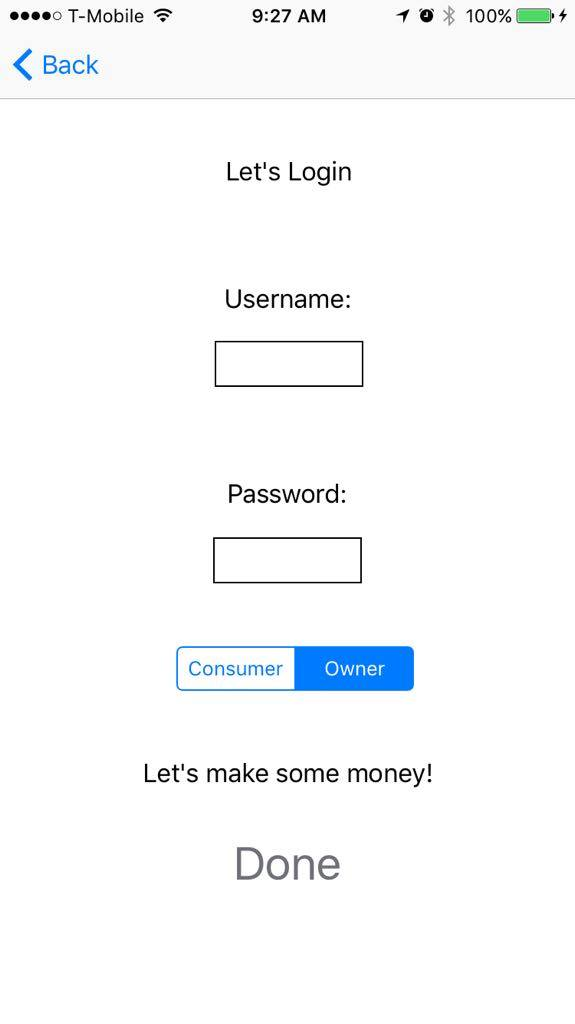 T-Mobile 9:27 AM 100%
Back
Let's Login
Username:
Password:
Consumer Owner
Let's make some money!
Done